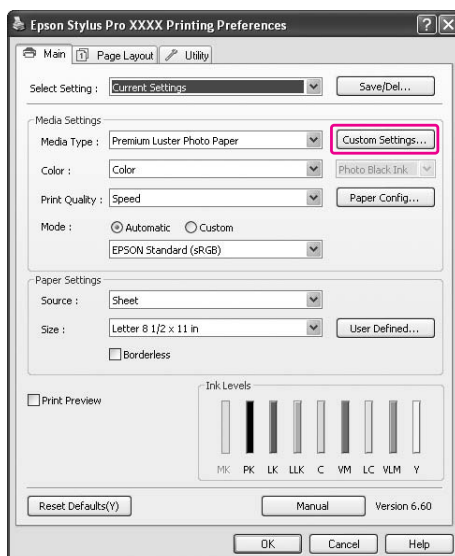 Epson Stylus Pro XXXX Printing Preferences
Main Page Layout Utility
Select Setting : Current Settings Save/Del...
Media Settings
Media Type : Premium Luster Photo Paper Custom Settings...
Color : Color Photo Black Ink
Print Quality : Speed Paper Config...
Mode : Automatic Custom
EPSON Standard (sRGB)
Paper Settings
Source : Sheet
Size : Letter 8 1/2 x 11 in User Defined...
Borderless
Print Preview
Ink Levels
MK PK LK LLK C VM LC VLM Y
Reset Defaults(Y) Manual Version 6.60
OK Cancel Help